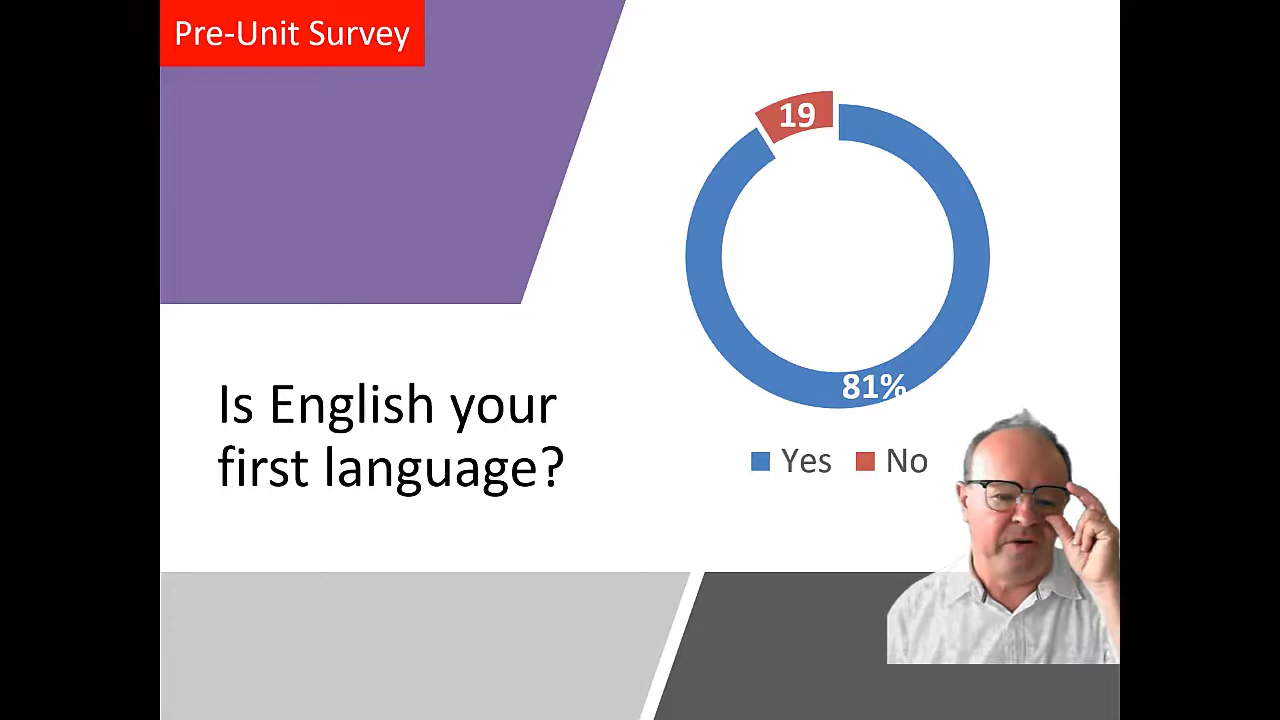 Pre-Unit Survey
19
81%
Yes No
Is English your
first language?